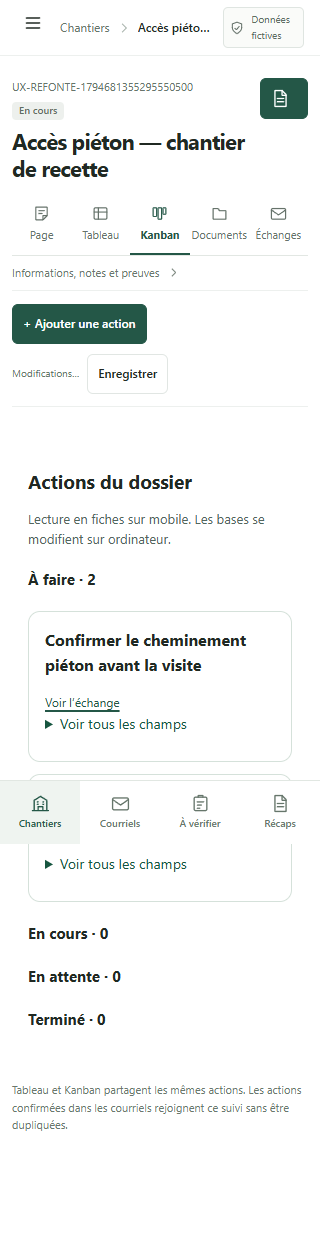 Chantiers
Accès piéto...
Données
fictives
UX-REFONTE-1794681355295550500
En cours
Accès piéton — chantier
de recette
Page
Tableau
Kanban
Documents
Échanges
Informations, notes et preuves
+ Ajouter une action
Modifications...
Enregistrer
Actions du dossier
Lecture en fiches sur mobile. Les bases se
modifient sur ordinateur.
À faire · 2
Confirmer le cheminement
piéton avant la visite
Voir l'échange
Voir tous les champs
Chantiers
Courriels
À vérifier
Récaps
Voir tous les champs
En cours · 0
En attente · 0
Terminé · 0
Tableau et Kanban partagent les mêmes actions. Les actions
confirmées dans les courriels rejoignent ce suivi sans être
dupliquées.